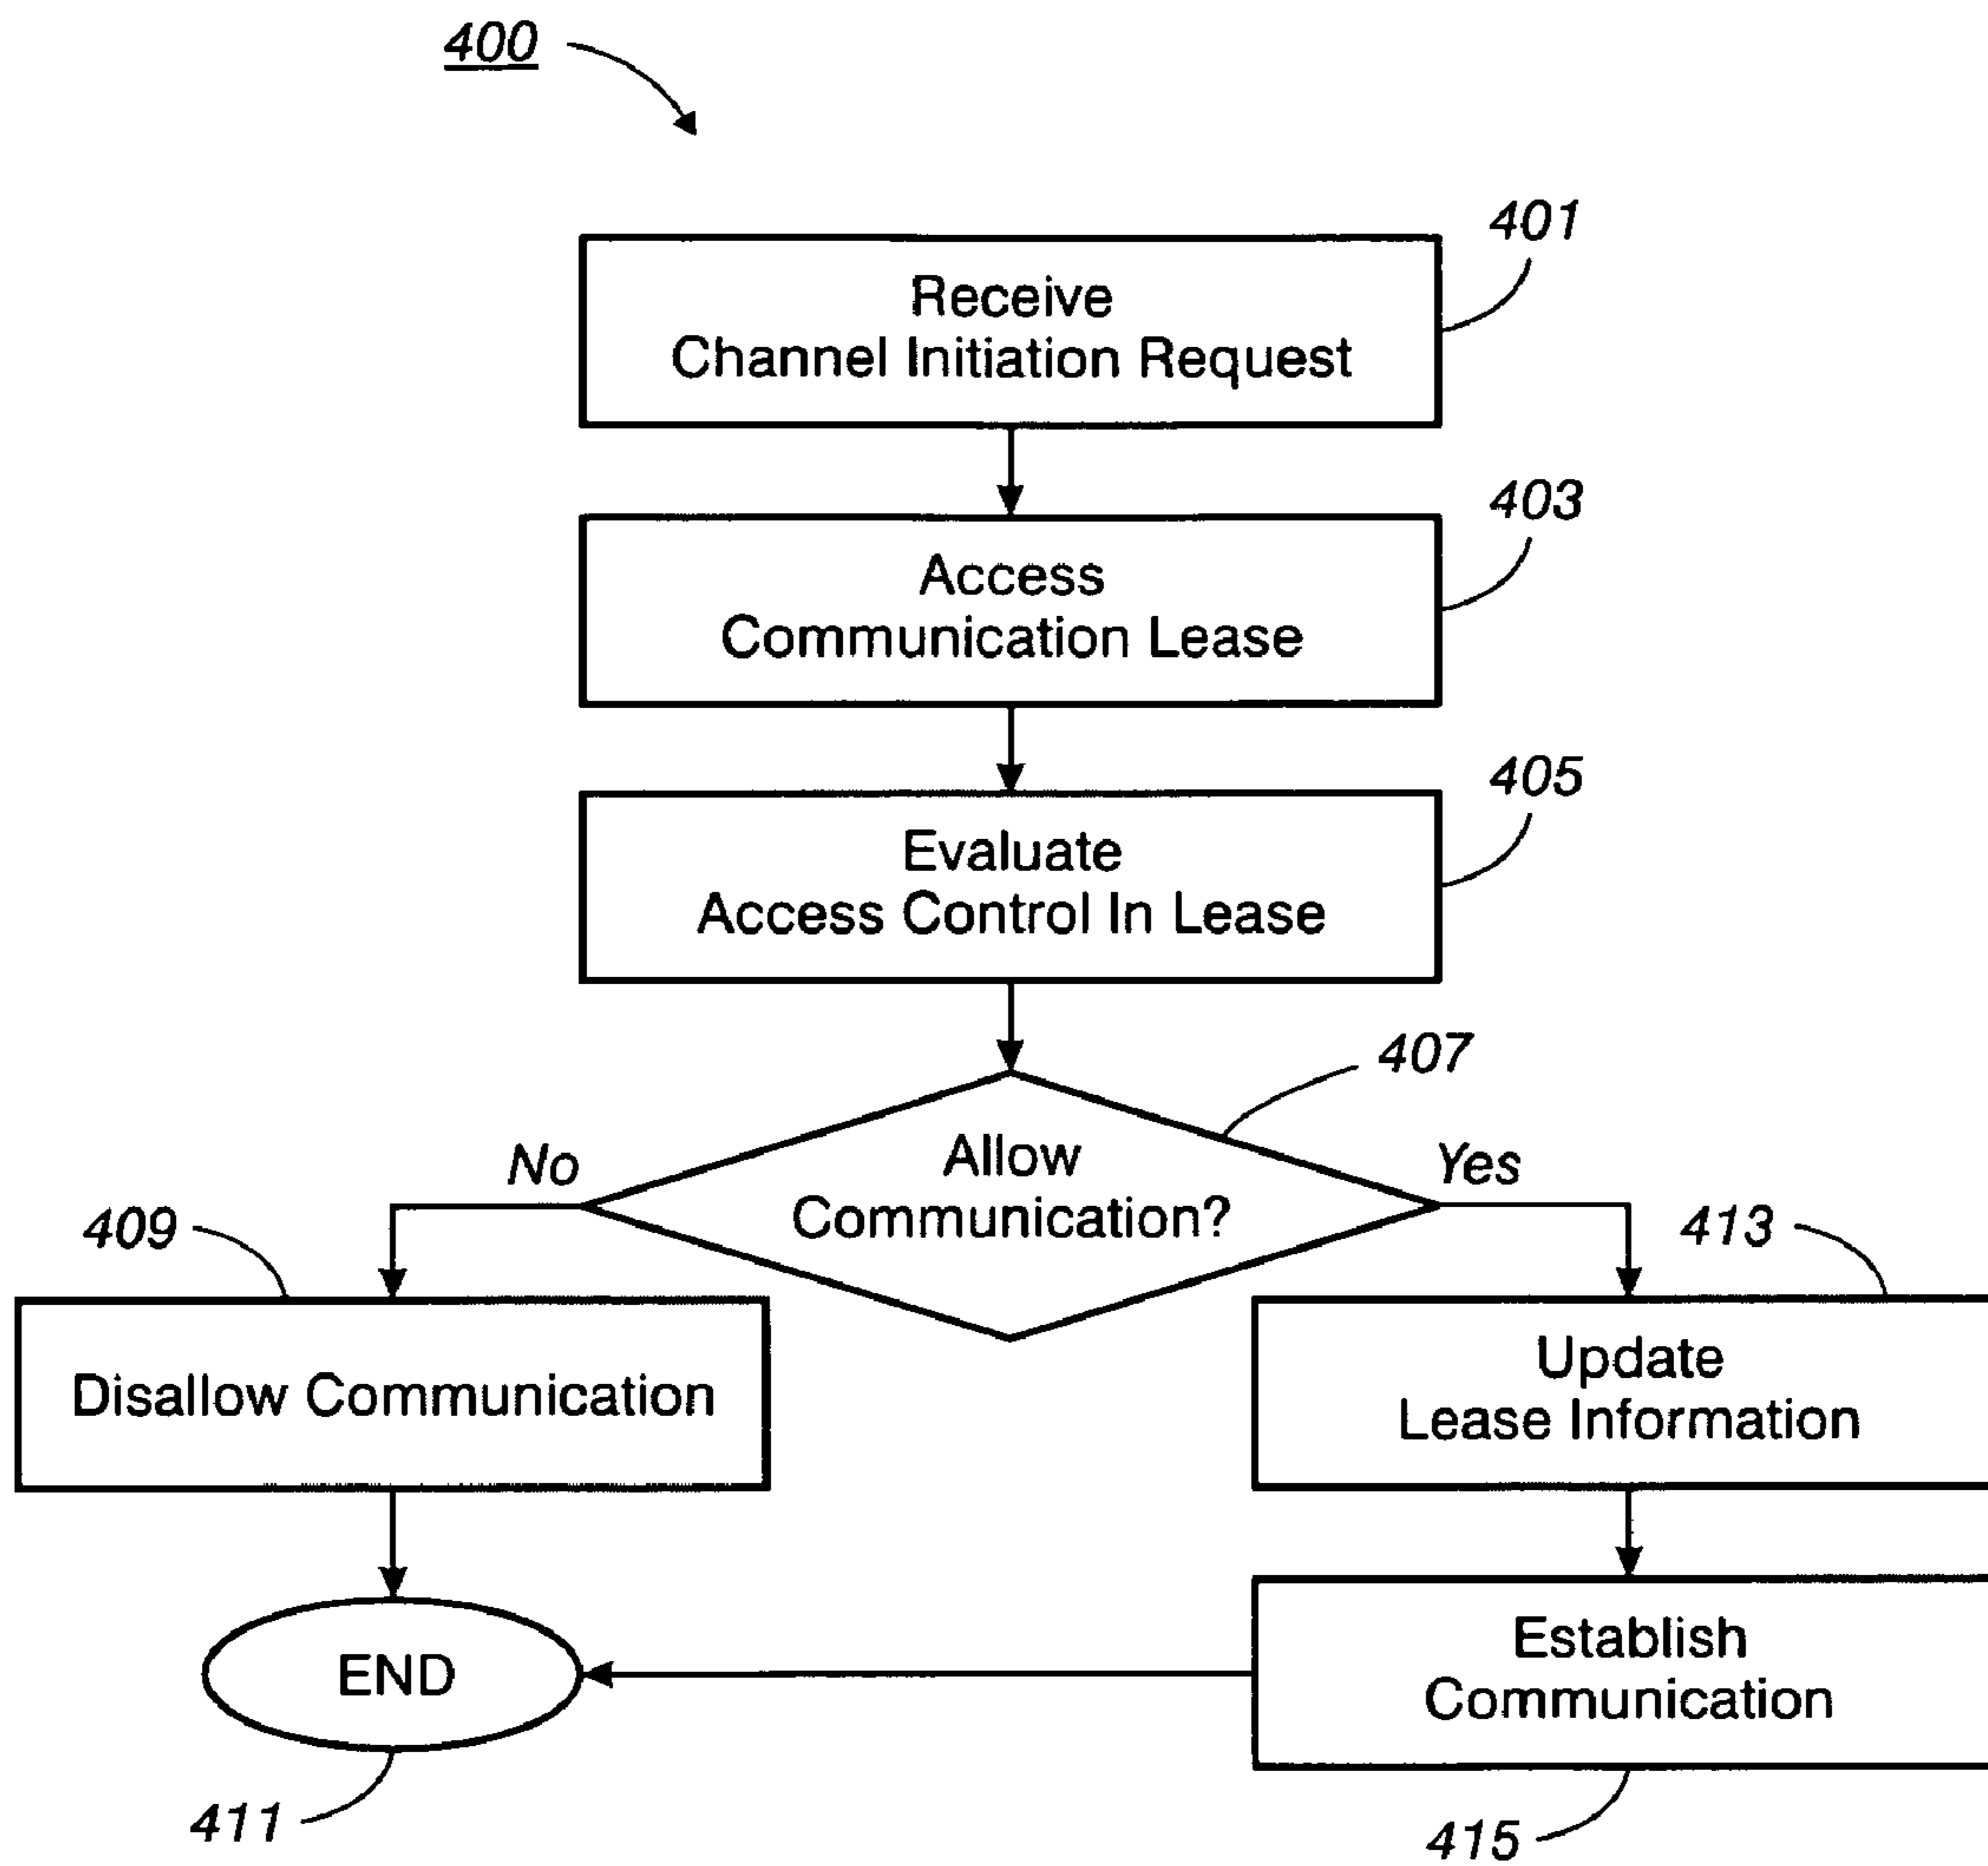 400
401
Receive
Channel Initiation Request
403
Access
Communication Lease
405
Evaluate
Access Control In Lease
407
Allow
Communication?
No
Yes
409
Disallow Communication
413
Update
Lease Information
END
411
Establish
Communication
415